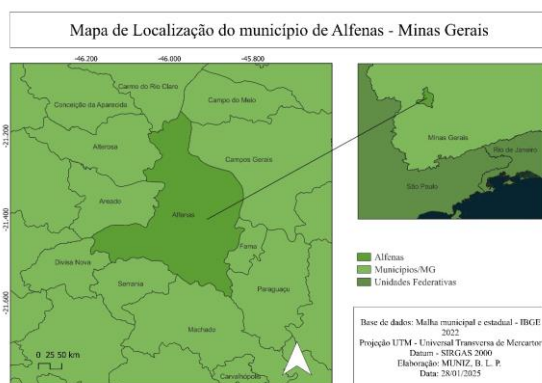 Mapa de Localização do município de Alfenas - Minas Gerais
-46.200 -46.000 -45.800
-21.200
-21.400
-21.600
Carmo do Rio Claro
Conceição da Aparecida
Campo do Meio
Alterosa
Campos Gerais
Areado
Alfenas
Fama
Divisa Nova
Serrania
Paraguaçu
Machado
Carvalhópolis
0 25 50 km
Minas Gerais
Rio de Janeiro
São Paulo
Alfenas
Municípios/MG
Unidades Federativas
Base de dados: Malha municipal e estadual - IBGE
2022
Projeção UTM - Universal Transversa de Mercartor
Datum - SIRGAS 2000
Elaboração: MUNIZ, B. L. P.
Data: 28/01/2025